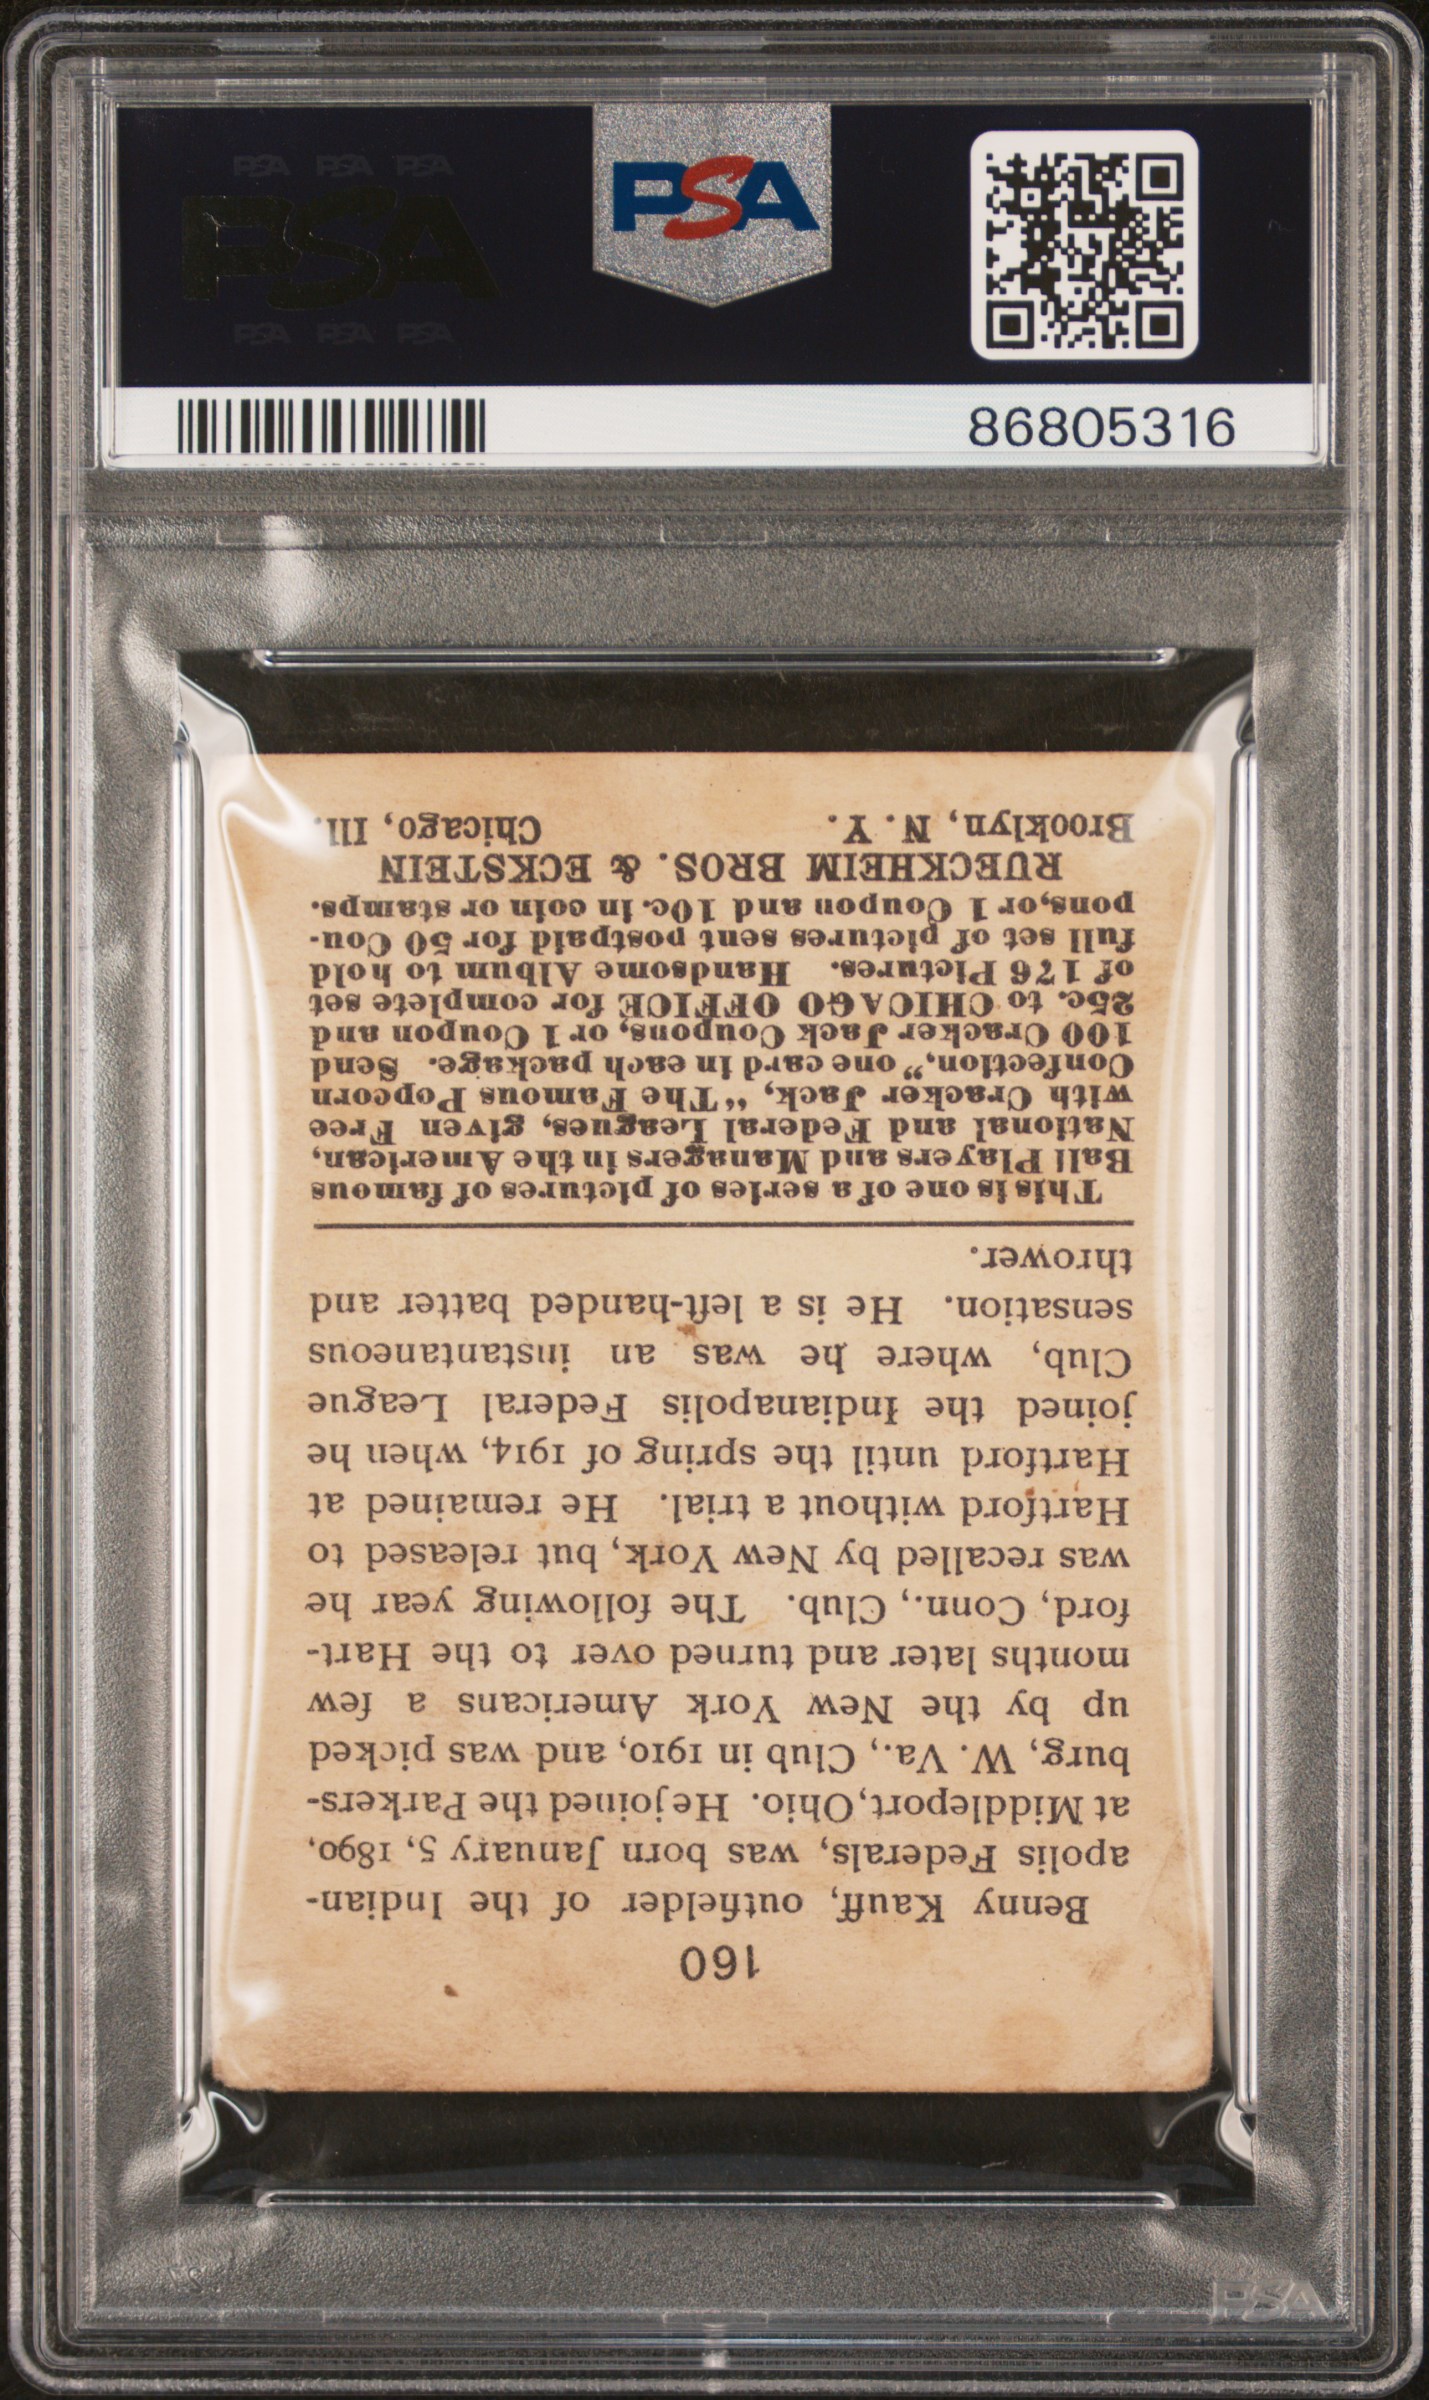 PSA PSA PSA
PSA
PSA PSA PSA
PSA
86805316
160
Benny Kauff, outfielder of the Indian-
apolis Federals, was born January 5, 1890,
at Middleport, Ohio. He joined the Parkers-
burg, W. Va., Club in 1910, and was picked
up by the New York Americans a few
months later and turned over to the Hart-
ford, Conn., Club. The following year he
was recalled by New York, but released to
Hartford without a trial. He remained at
Hartford until the spring of 1914, when he
joined the Indianapolis Federal League
Club, where he was an instantaneous
sensation. He is a left-handed batter and
thrower.
This is one of a series of pictures of famous
Ball Players and Managers in the American,
National and Federal Leagues, given Free
with Cracker Jack, “The Famous Popcorn
Confection,” one card in each package. Send
100 Cracker Jack Coupons, or 1 Coupon and
25c. to CHICAGO OFFICE for complete set
of 176 Pictures. Handsome Album to hold
full set of pictures sent postpaid for 50 Cou-
pons, or 1 Coupon and 10c. in coin or stamps.
RUECKHEIM BROS. & ECKSTEIN
Brooklyn, N. Y. Chicago, Ill.
PSA